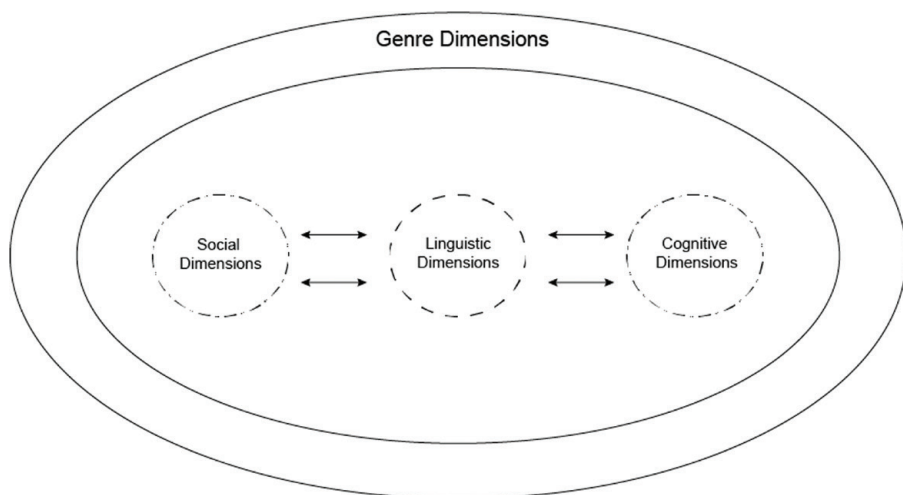 Genre Dimensions
Social
Dimensions
Linguistic
Dimensions
Cognitive
Dimensions